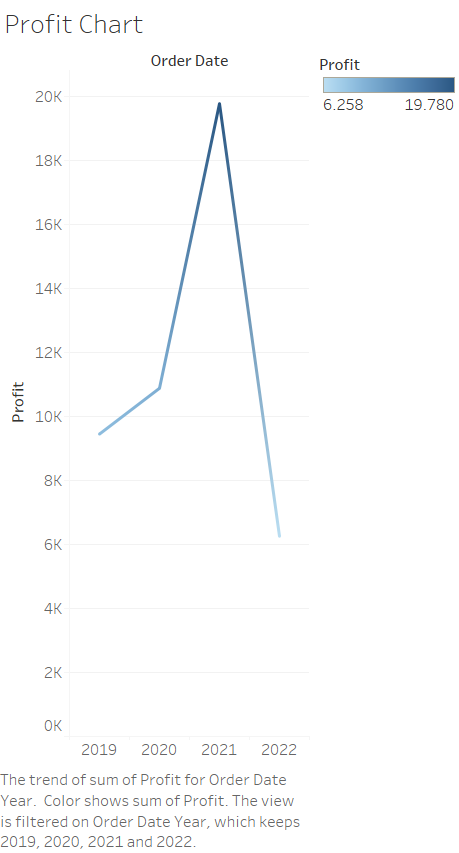 Profit Chart
Order Date
Profit
6.258 19.780
20K
18K
16K
14K
12K
10K
8K
6K
4K
2K
0K
Profit
2019 2020 2021 2022
The trend of sum of Profit for Order Date
Year.  Color shows sum of Profit. The view
is filtered on Order Date Year, which keeps
2019, 2020, 2021 and 2022.